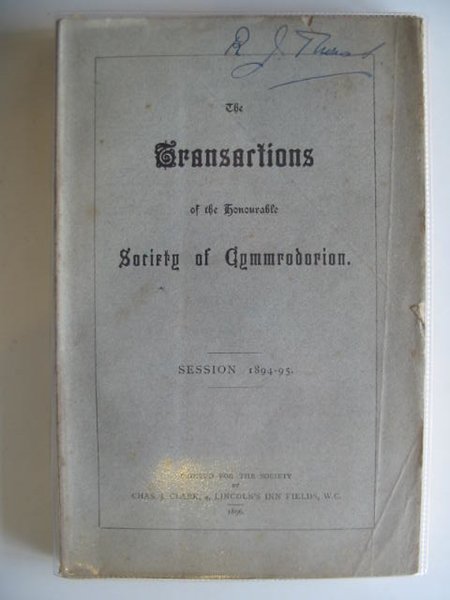 R J
The
Transactions
of the Honourable
Society of Cymmrodorion.
SESSION 1894-95.
PRINTED FOR THE SOCIETY
BY
CHAS. J. CLARK, 4, LINCOLN'S INN FIELDS, W.C.
1896.